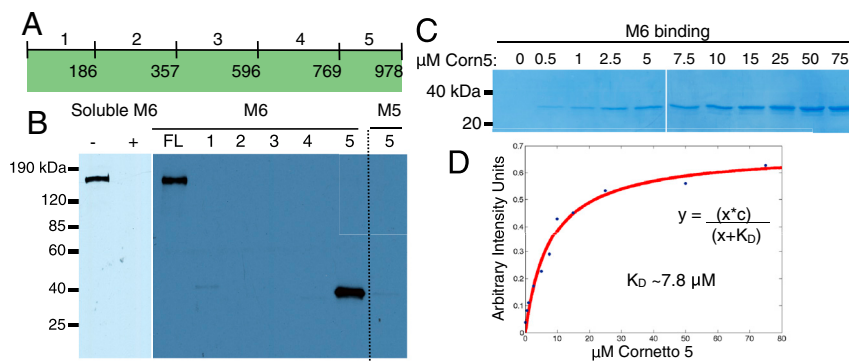 A
1 2 3 4 5
186 357 596 769 978
B
Soluble M6 M6 M5
- + FL 1 2 3 4 5 5
190 kDa
120
85
60
40
25
C
M6 binding
µM Corn5: 0 0.5 1 2.5 5 7.5 10 15 25 50 75
40 kDa
20
D
Arbitrary Intensity Units
0.7
0.6
0.5
0.4
0.3
0.2
0.1
0
0 10 20 30 40 50 60 70 80
y = (x*c)
(x+KD)
KD ~7.8 µM
µM Cornetto 5